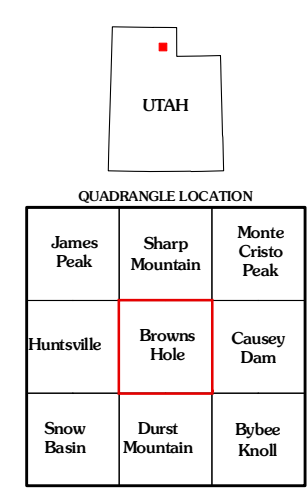 UTAH
QUADRANGLE LOCATION
James
Peak
Sharp
Mountain
Monte
Cristo
Peak
Huntsville
Browns
Hole
Causey
Dam
Snow
Basin
Durst
Mountain
Bybee
Knoll